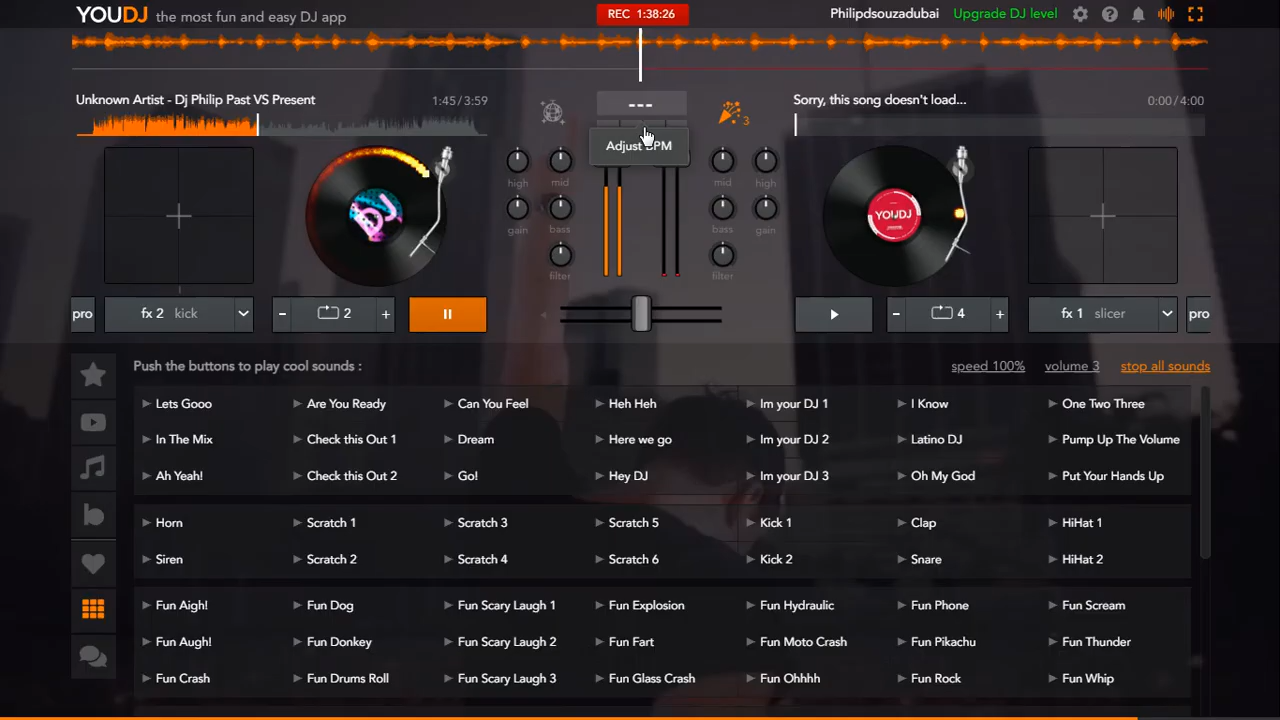 YOUDJ the most fun and easy DJ app
REC 1:38:26
Philipdsouzadubai
Upgrade DJ level
Unknown Artist - Dj Philip Past VS Present
1:45/3:59
---
3
Sorry, this song doesn't load...
0:00/4:00
Adjust BPM
high
mid
mid
high
gain
bass
bass
gain
filter
filter
DJ
YOUDJ
pro
fx 2 kick
- 2 +
- 4 +
fx 1 slicer
pro
Push the buttons to play cool sounds :
speed 100%
volume 3
stop all sounds
Lets Gooo
Are You Ready
Can You Feel
Heh Heh
Im your DJ 1
I Know
One Two Three
In The Mix
Check this Out 1
Dream
Here we go
Im your DJ 2
Latino DJ
Pump Up The Volume
Ah Yeah!
Check this Out 2
Go!
Hey DJ
Im your DJ 3
Oh My God
Put Your Hands Up
Horn
Scratch 1
Scratch 3
Scratch 5
Kick 1
Clap
HiHat 1
Siren
Scratch 2
Scratch 4
Scratch 6
Kick 2
Snare
HiHat 2
Fun Aigh!
Fun Dog
Fun Scary Laugh 1
Fun Explosion
Fun Hydraulic
Fun Phone
Fun Scream
Fun Augh!
Fun Donkey
Fun Scary Laugh 2
Fun Fart
Fun Moto Crash
Fun Pikachu
Fun Thunder
Fun Crash
Fun Drums Roll
Fun Scary Laugh 3
Fun Glass Crash
Fun Ohhhh
Fun Rock
Fun Whip